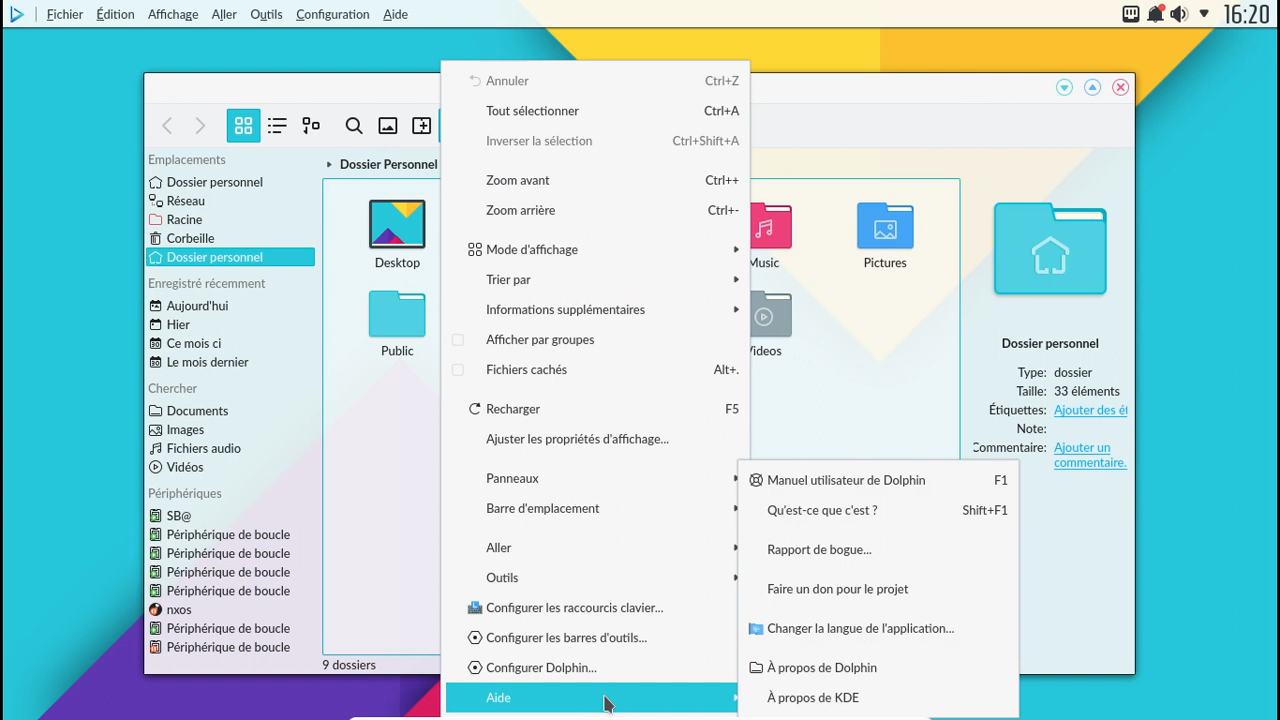 Fichier Édition Affichage Aller Outils Configuration Aide 16:20
Emplacements
Dossier personnel
Réseau
Racine
Corbeille
Dossier personnel
Enregistré récemment
Aujourd'hui
Hier
Ce mois ci
Le mois dernier
Chercher
Documents
Images
Fichiers audio
Vidéos
Périphériques
SB@
Périphérique de boucle
Périphérique de boucle
Périphérique de boucle
Périphérique de boucle
nxos
Périphérique de boucle
Périphérique de boucle
Dossier Personnel
Desktop
Public
Music
Pictures
9 dossiers
Annuler Ctrl+Z
Tout sélectionner Ctrl+A
Inverser la sélection Ctrl+Shift+A
Zoom avant Ctrl++
Zoom arrière Ctrl+-
Mode d'affichage
Trier par
Informations supplémentaires
Afficher par groupes
Fichiers cachés Alt+.
Recharger F5
Ajuster les propriétés d'affichage...
Panneaux
Barre d'emplacement
Aller
Outils
Configurer les raccourcis clavier...
Configurer les barres d'outils...
Configurer Dolphin...
Aide
Manuel utilisateur de Dolphin F1
Qu'est-ce que c'est ? Shift+F1
Rapport de bogue...
Faire un don pour le projet
Changer la langue de l'application...
À propos de Dolphin
À propos de KDE
Dossier personnel
Type: dossier
Taille: 33 éléments
Étiquettes: Ajouter des
Note:
Commentaire: Ajouter un
commentaire.